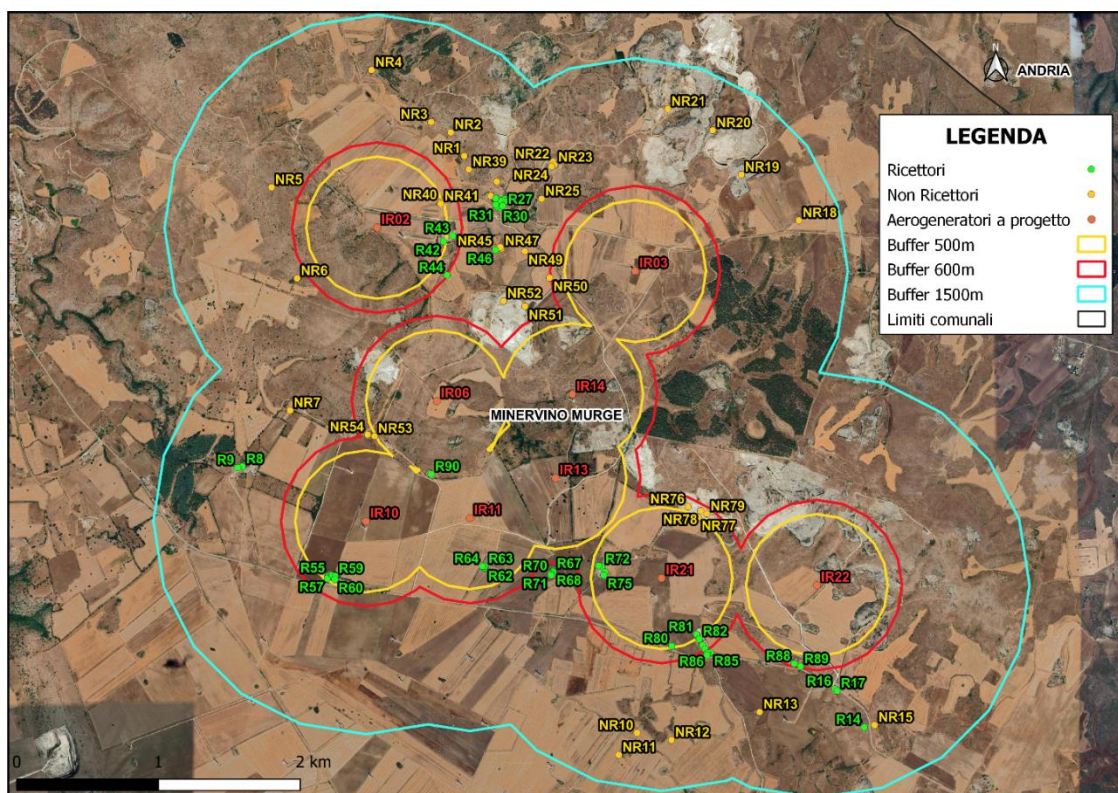 NR4
N
ANDRIA
NR3
NR2
NR21
NR20
LEGENDA
Ricettori
Non Ricettori
Aerogeneratori a progetto
Buffer 500m
Buffer 600m
Buffer 1500m
Limiti comunali
NR1
NR39
NR22
NR23
NR24
NR19
NR5
NR40
NR41
R27
NR25
R31
R30
NR18
IR02
R43
R42
NR45
NR47
R46
NR49
IR03
R44
NR6
NR50
NR52
NR51
IR06
IR14
NR7
MINERVINO MURGE
NR54
NR53
R9
R8
R90
IR13
NR76
NR79
NR78
NR77
IR10
IR11
R64
R63
R62
R70
R67
R71
R68
R72
R75
IR21
IR22
R55
R59
R57
R60
R81
R82
R80
R86
R85
R88
R89
R16
R17
NR13
R14
NR15
NR10
NR12
NR11
0
1
2 km